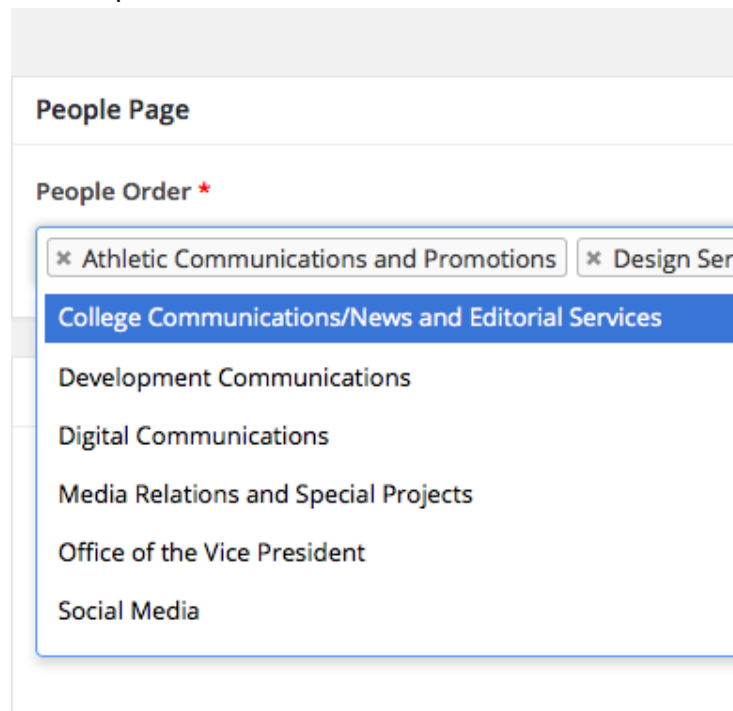 People Page
People Order *
× Athletic Communications and Promotions × Design Ser
College Communications/News and Editorial Services
Development Communications
Digital Communications
Media Relations and Special Projects
Office of the Vice President
Social Media